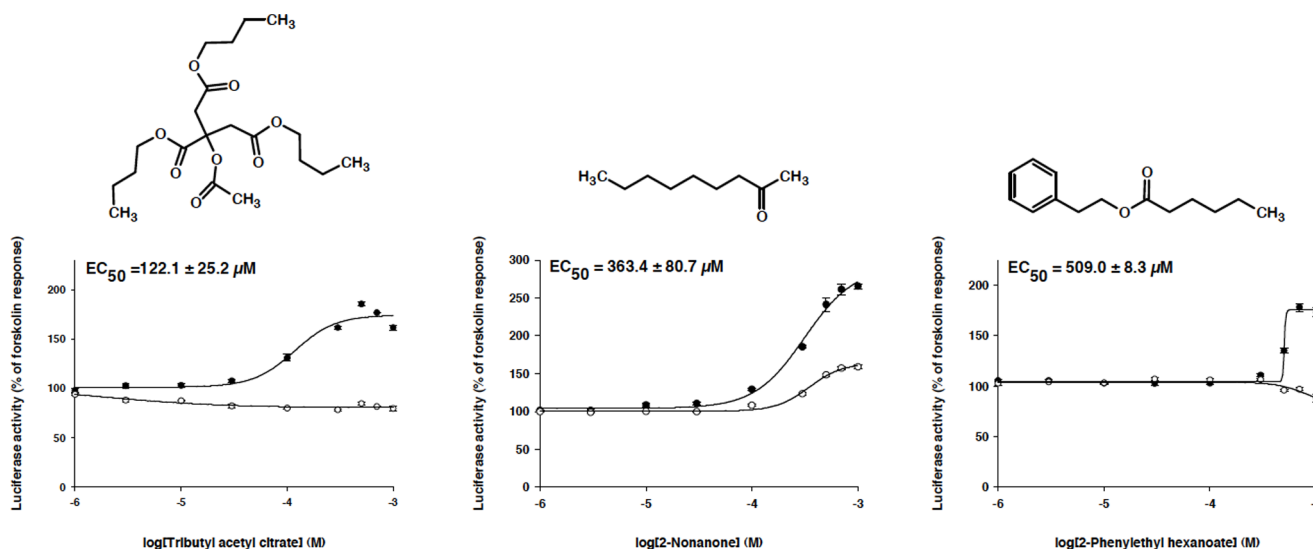 CH3
O
O
O
O
O
O
O
O
CH3
CH3
CH3
EC50 =122.1 ± 25.2 µM
Luciferase activity (% of forskolin response)
200
150
100
50
0
-6
-5
-4
-3
log[Tributyl acetyl citrate] (M)
H3C
CH3
O
EC50 = 363.4 ± 80.7 µM
Luciferase activity (% of forskolin response)
300
250
200
150
100
50
0
-6
-5
-4
-3
log[2-Nonanone] (M)
O
O
CH3
EC50 = 509.0 ± 8.3 µM
Luciferase activity (% of forskolin response)
200
150
100
50
0
-6
-5
-4
log[2-Phenylethyl hexanoate] (M)